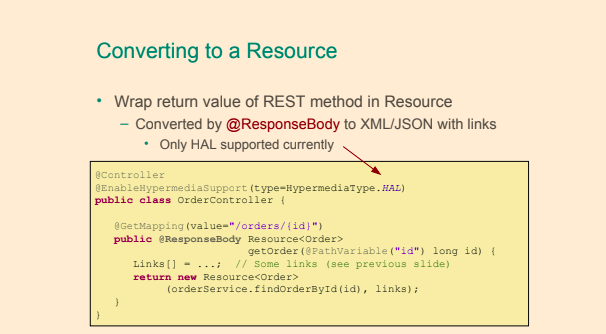 Converting to a Resource
• Wrap return value of REST method in Resource
– Converted by @ResponseBody to XML/JSON with links
• Only HAL supported currently
@Controller
@EnableHypermediaSupport(type=HypermediaType.HAL)
public class OrderController {
@GetMapping(value="/orders/{id}")
public @ResponseBody Resource<Order>
getOrder(@PathVariable("id") long id) {
Links[] = ...; // Some links (see previous slide)
return new Resource<Order>
(orderService.findOrderById(id), links);
}
}